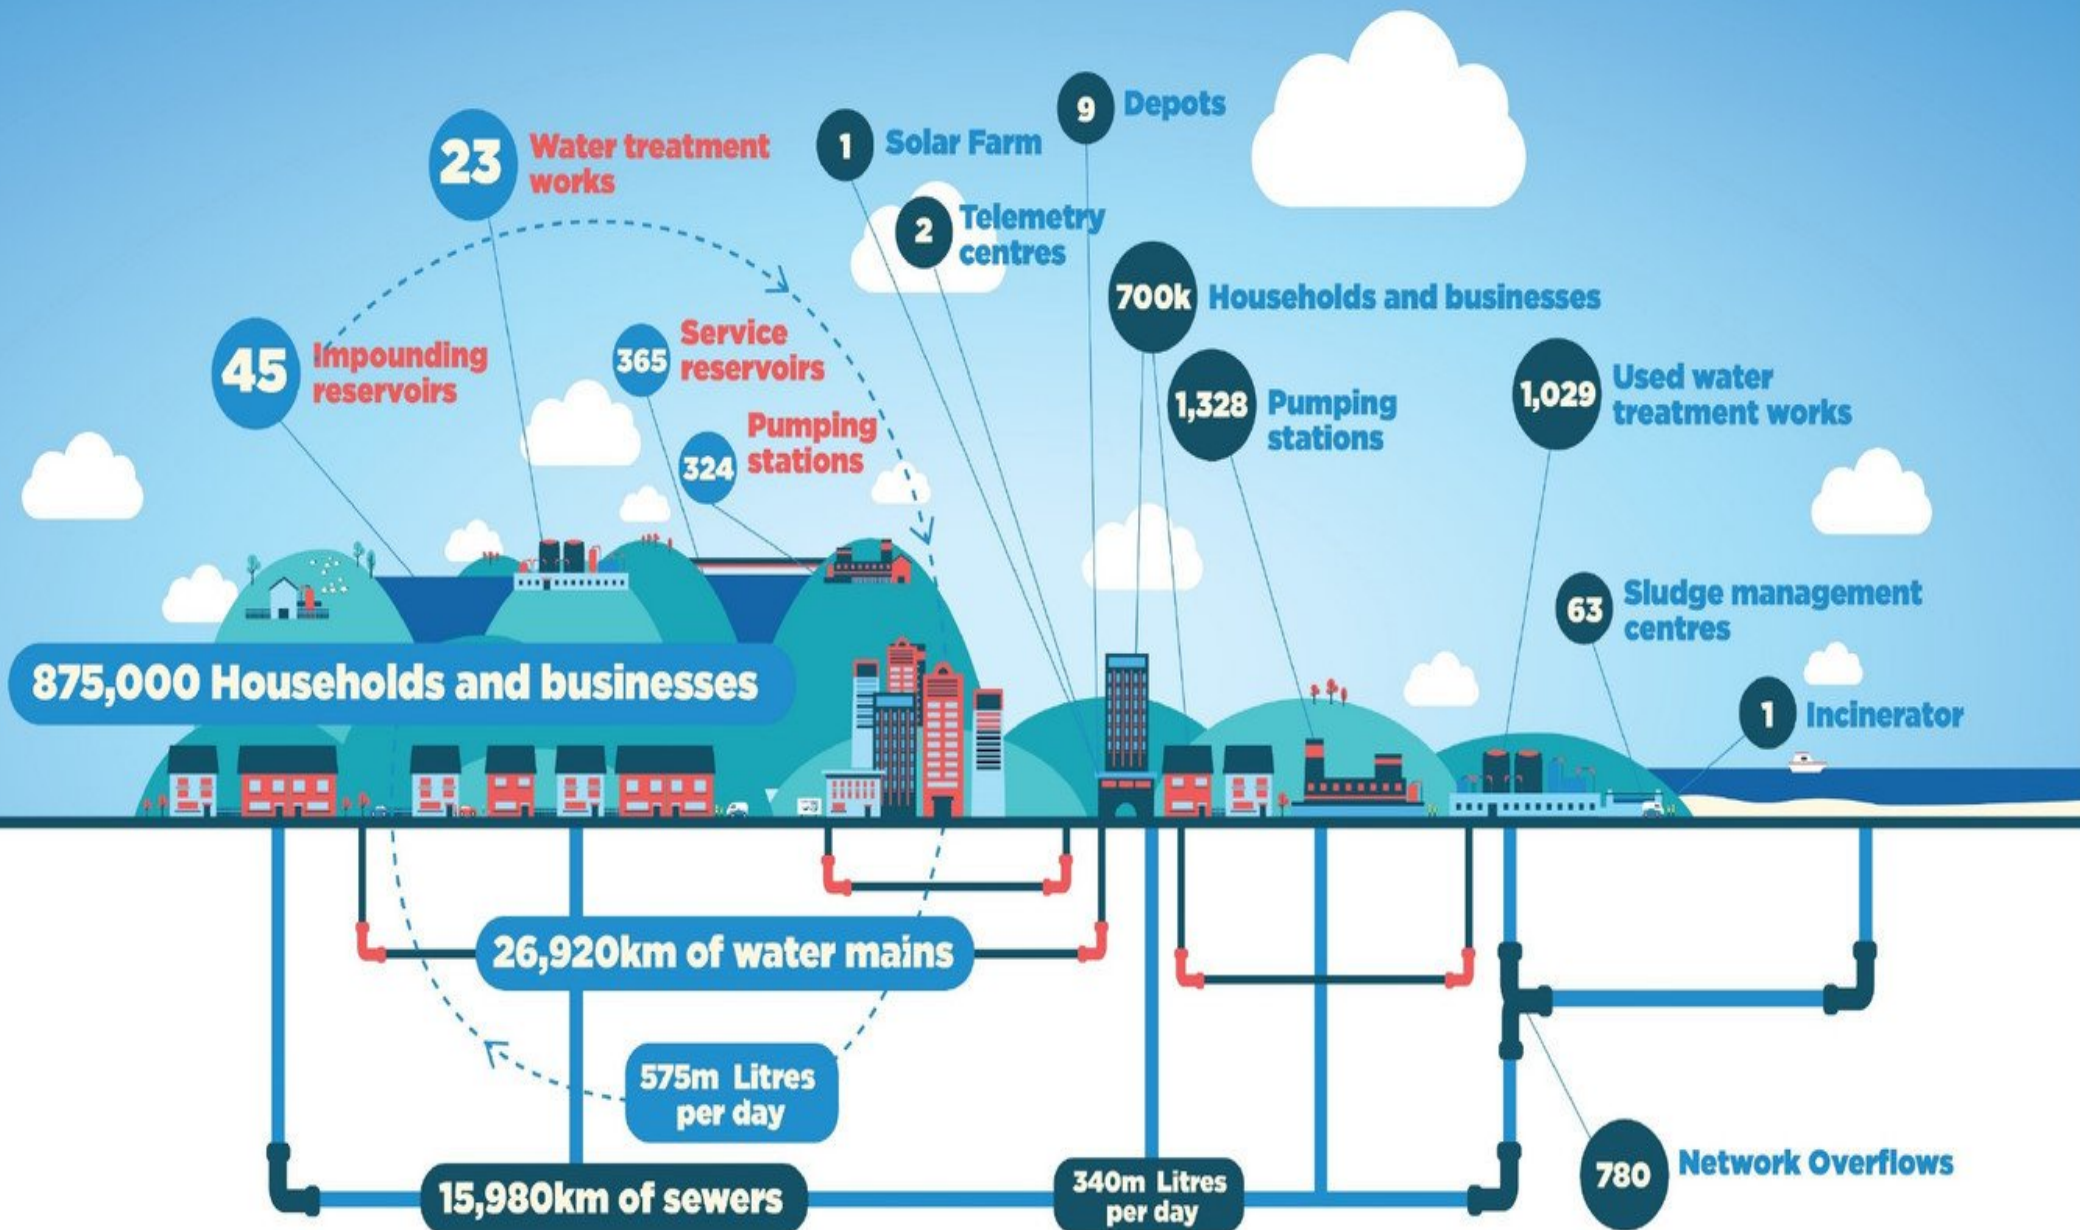 9
Depots
23
Water treatment
works
1
Solar Farm
2
Telemetry
centres
700k
Households and businesses
45
Impounding
reservoirs
365
Service
reservoirs
324
Pumping
stations
1,328
Pumping
stations
1,029
Used water
treatment works
63
Sludge management
centres
875,000 Households and businesses
1
Incinerator
26,920km of water mains
575m Litres
per day
15,980km of sewers
340m Litres
per day
780
Network Overflows